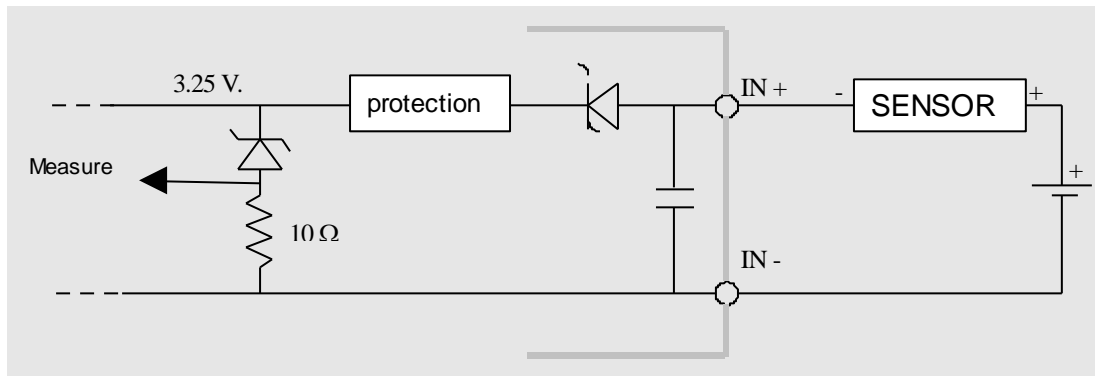 3.25 V.
protection
IN +
-
SENSOR
+
+
Measure
10 Ω
IN -